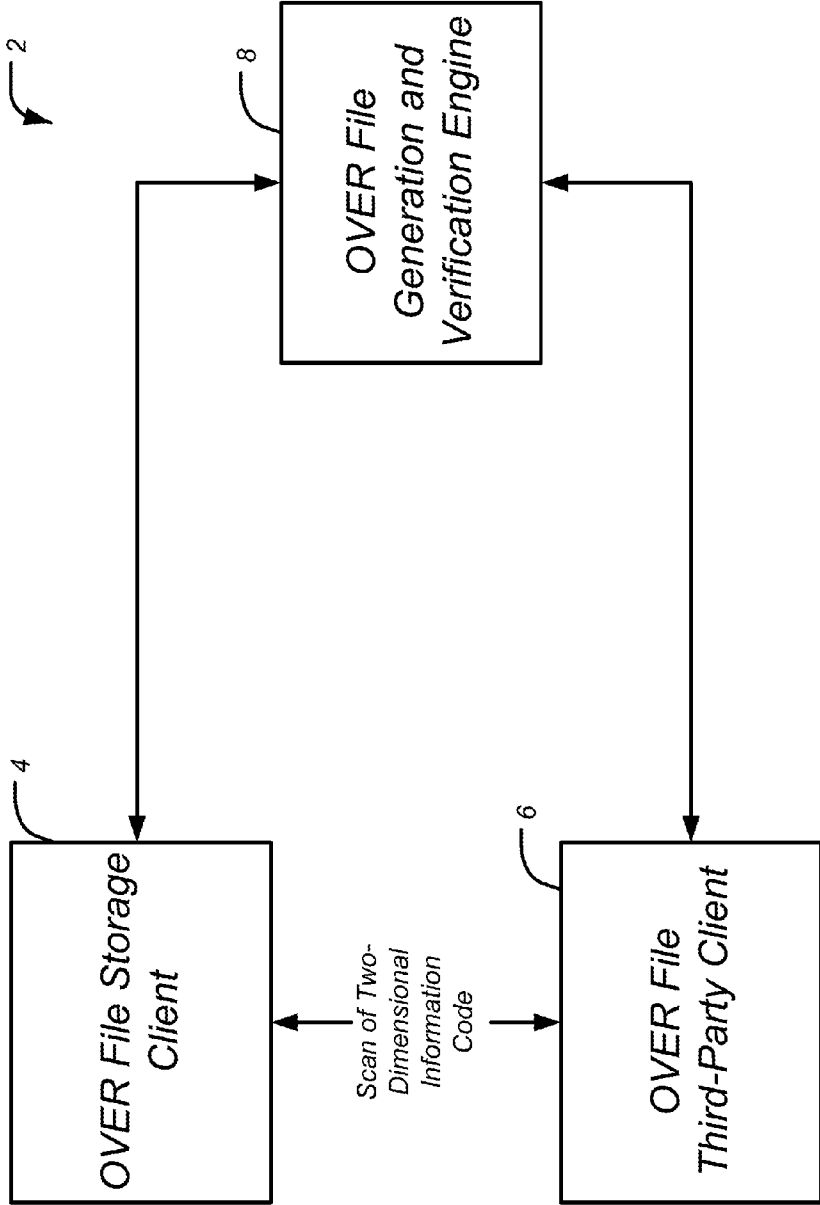 2
4
OVER File Storage
Client
8
OVER File
Generation and
Verification Engine
Scan of Two-
Dimensional
Information
Code
6
OVER File
Third-Party Client